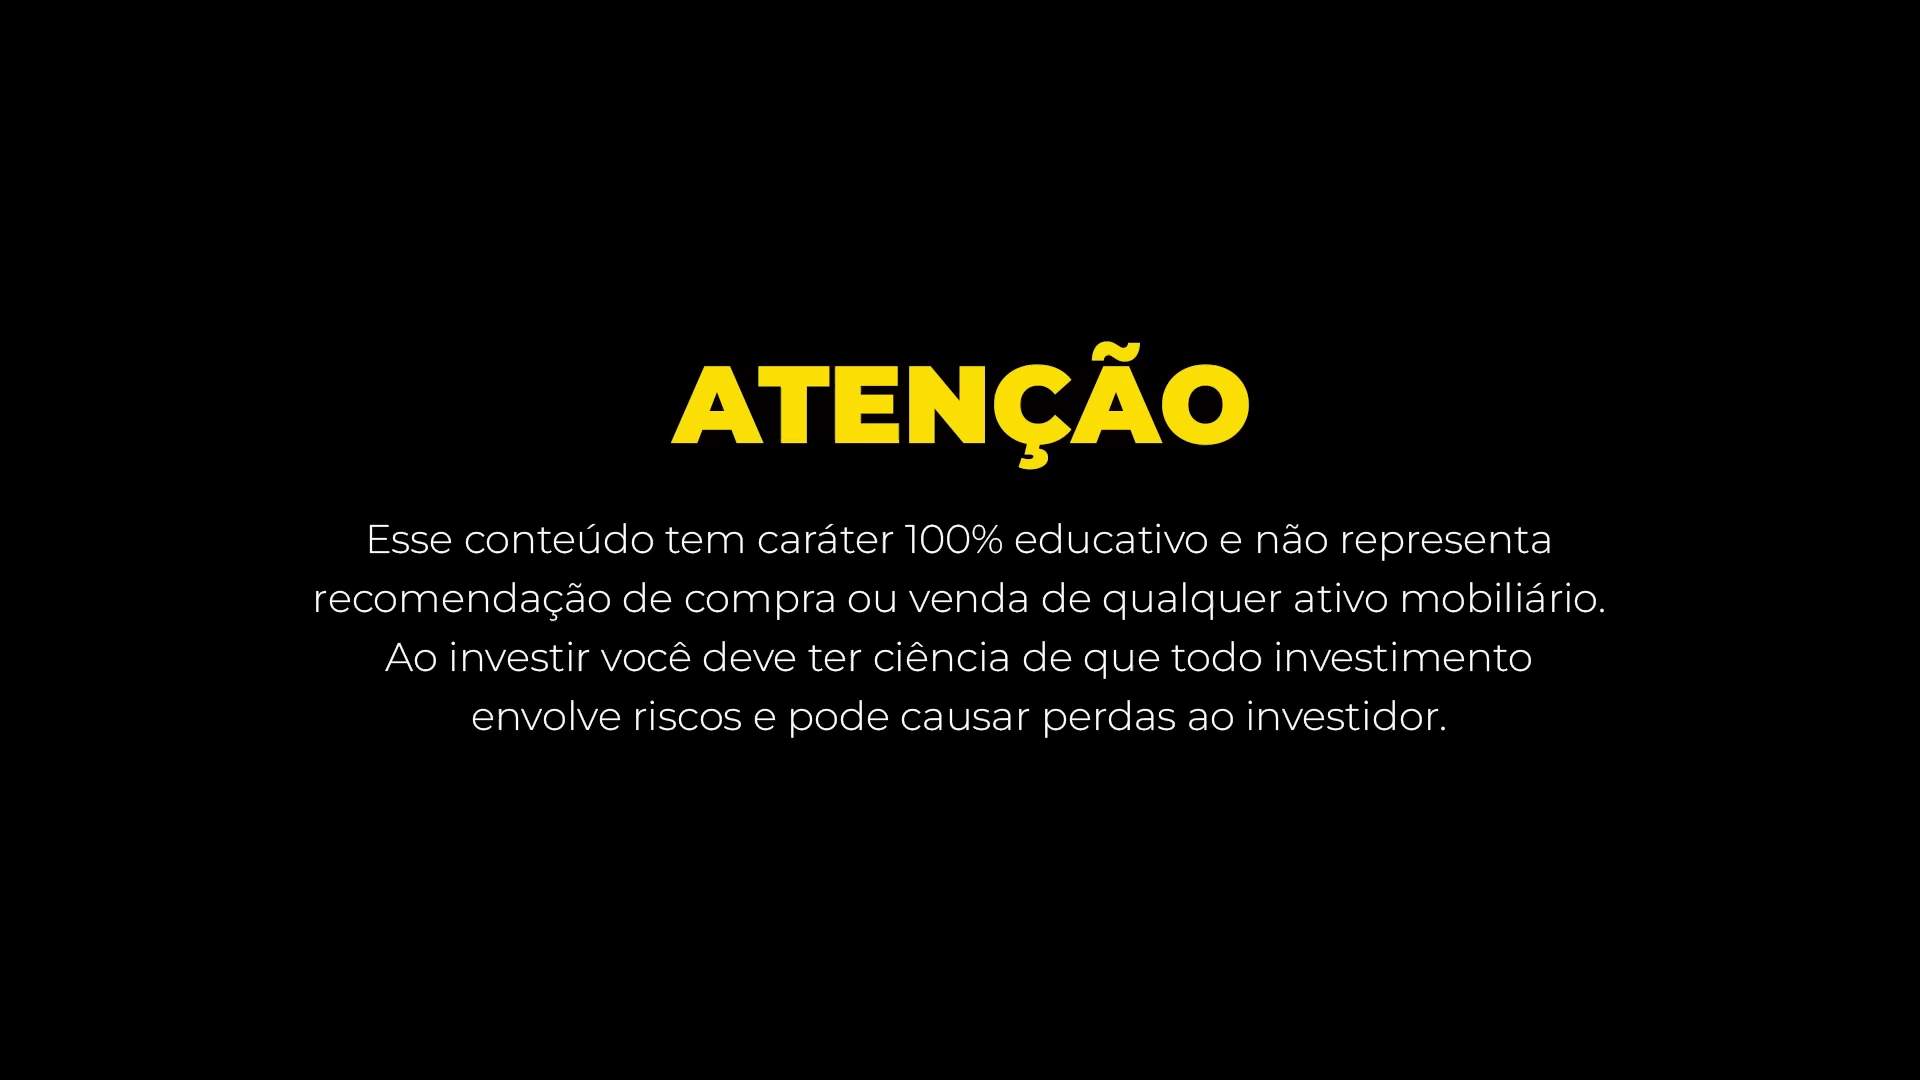 ATENÇÃO
Esse conteúdo tem caráter 100% educativo e não representa
recomendação de compra ou venda de qualquer ativo mobiliário.
Ao investir você deve ter ciência de que todo investimento
envolve riscos e pode causar perdas ao investidor.